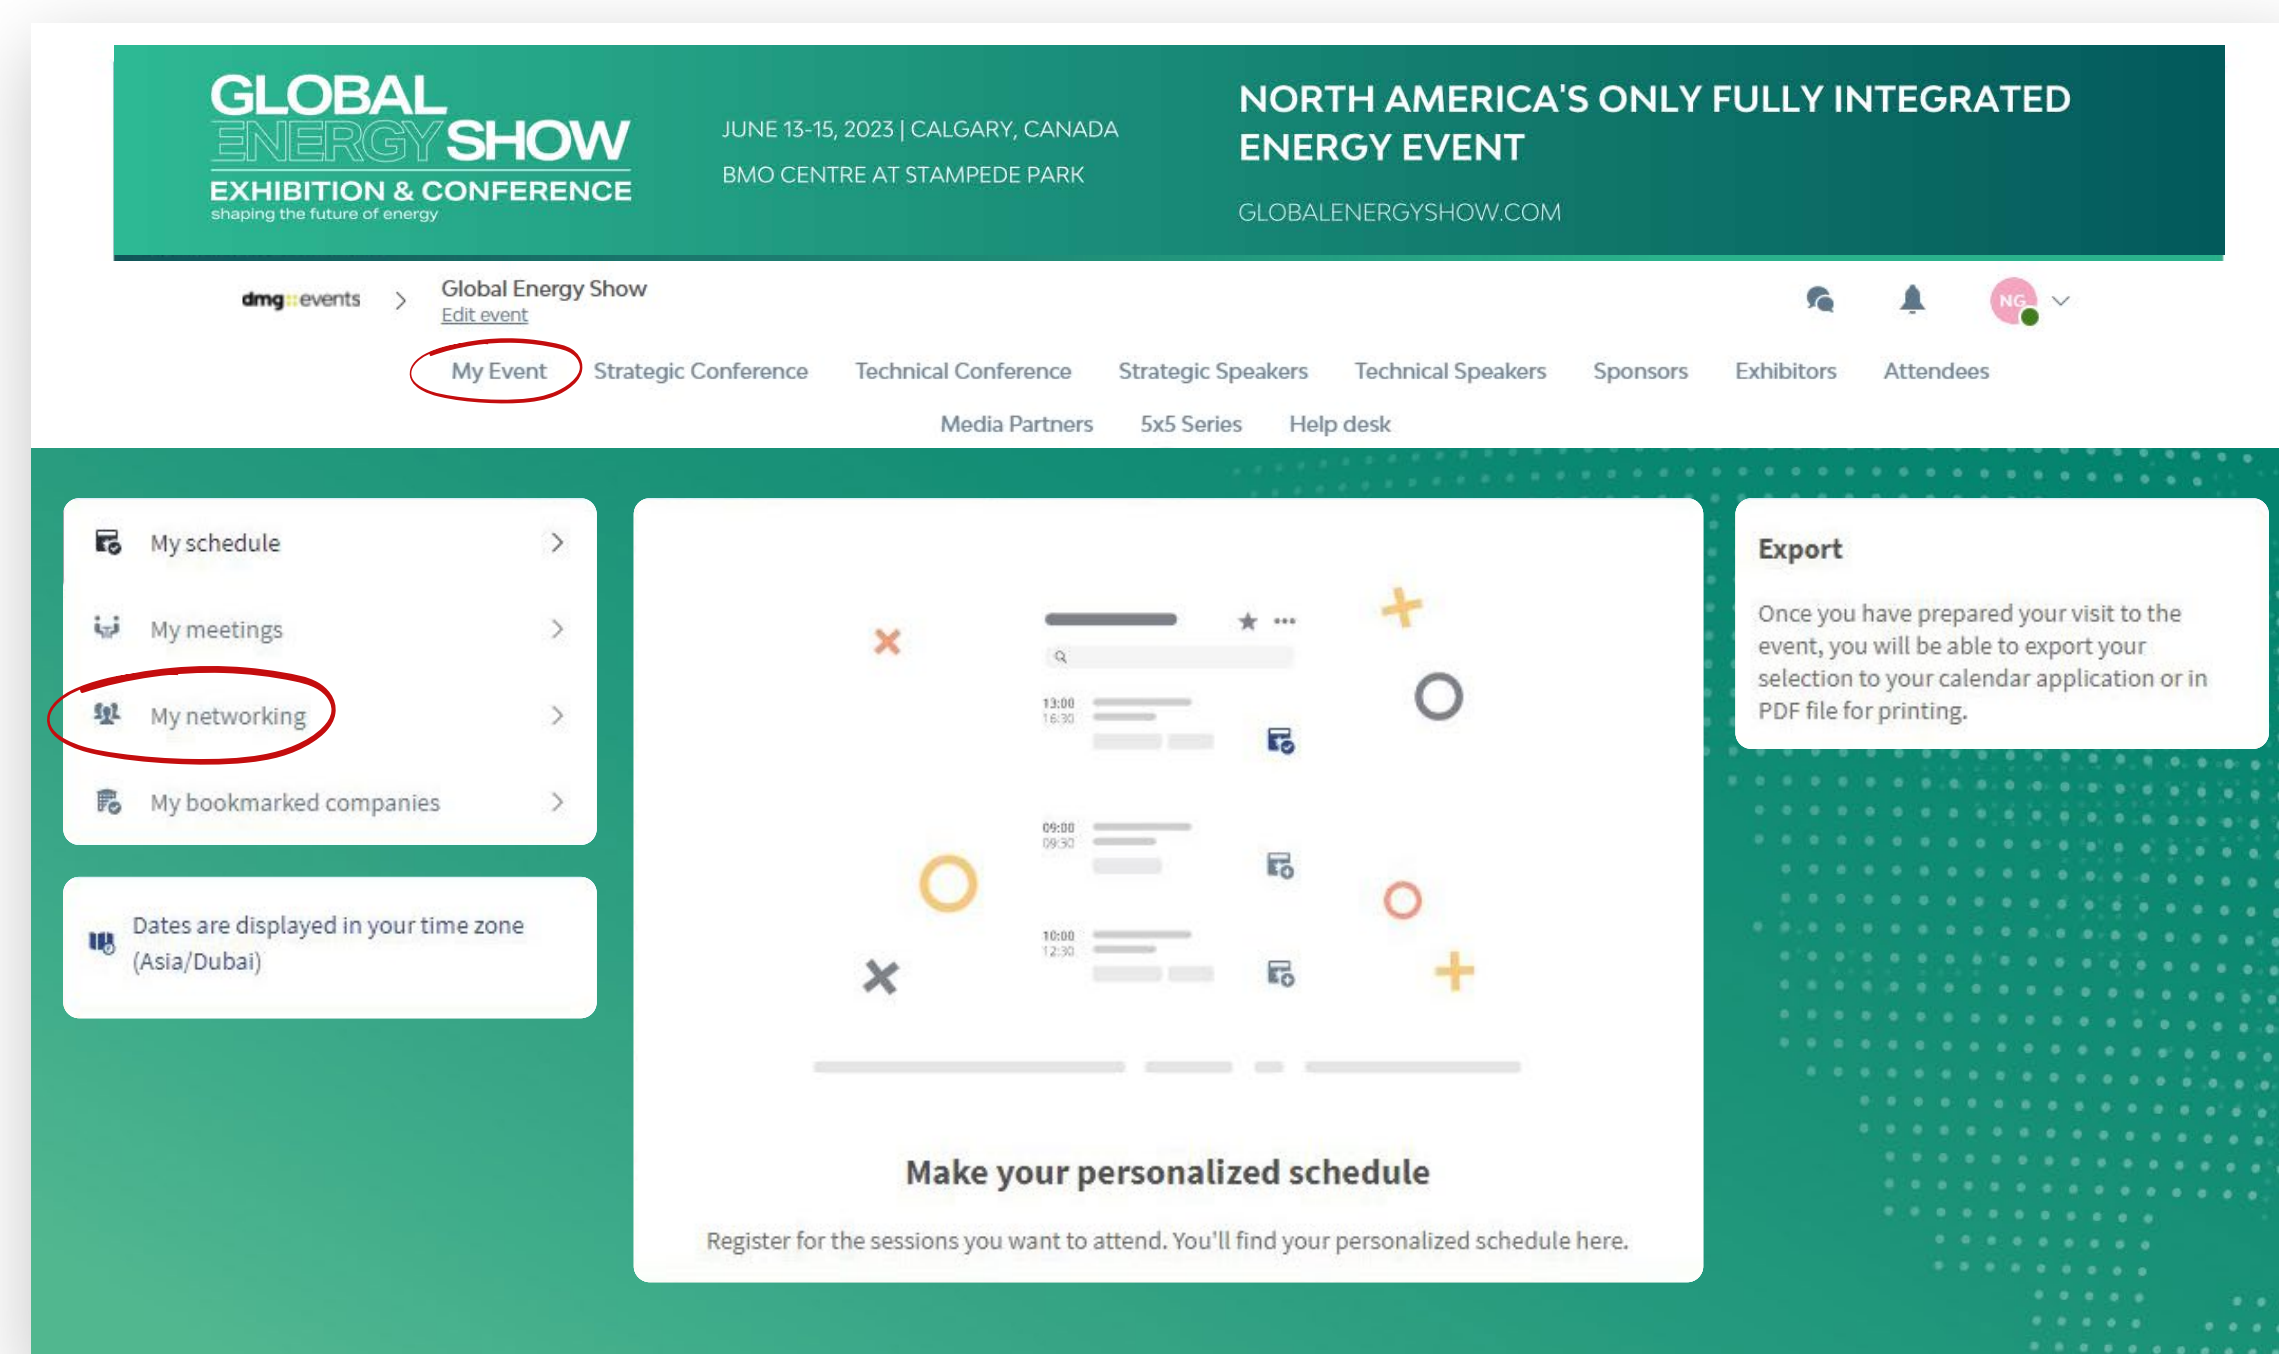 GLOBAL
ENERGY SHOW
EXHIBITION & CONFERENCE
shaping the future of energy
JUNE 13-15, 2023 | CALGARY, CANADA
BMO CENTRE AT STAMPEDE PARK
NORTH AMERICA'S ONLY FULLY INTEGRATED
ENERGY EVENT
GLOBALENERGYSHOW.COM
dmg::events > Global Energy Show
Edit event
NG
My Event Strategic Conference Technical Conference Strategic Speakers Technical Speakers Sponsors Exhibitors Attendees
Media Partners 5x5 Series Help desk
My schedule
My meetings
My networking
My bookmarked companies
Dates are displayed in your time zone
(Asia/Dubai)
13:00
16:30
09:00
09:30
10:00
12:30
Make your personalized schedule
Register for the sessions you want to attend. You'll find your personalized schedule here.
Export
Once you have prepared your visit to the
event, you will be able to export your
selection to your calendar application or in
PDF file for printing.